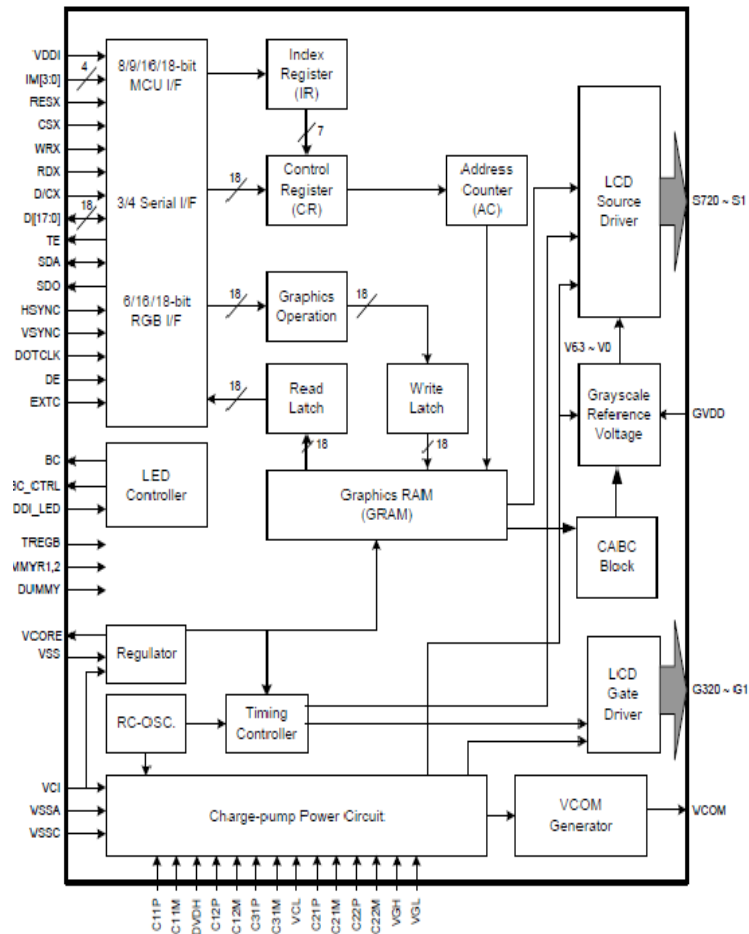 VDDI
IM[3:0]
4
RESX
CSX
WRX
RDX
D/CX
D[17:0]
18
TE
SDA
SDO
HSYNC
VSYNC
DOTCLK
DE
EXTC
8/9/16/18-bit
MCU I/F
3/4 Serial I/F
6/16/18-bit
RGB I/F
Index
Register
(IR)
7
18
Control
Register
(CR)
Address
Counter
(AC)
18
Graphics
Operation
18
18
Read
Latch
Write
Latch
18
18
Graphics RAM
(GRAM)
LCD
Source
Driver
S720 ~ S1
V63 ~ V0
Grayscale
Reference
Voltage
GVDD
CABC
Block
BC
BC_CTRL
DDI_LED
LED
Controller
TREGB
MMYR1,2
DUMMY
VCORE
VSS
Regulator
RC-OSC.
Timing
Controller
LCD
Gate
Driver
G320 ~ G1
VCI
VSSA
VSSC
Charge-pump Power Circuit
VCOM
Generator
VCOM
C11P
C11M
DVDH
C12P
C12M
C31P
C31M
VCL
C21P
C21M
C22P
C22M
VGH
VGL